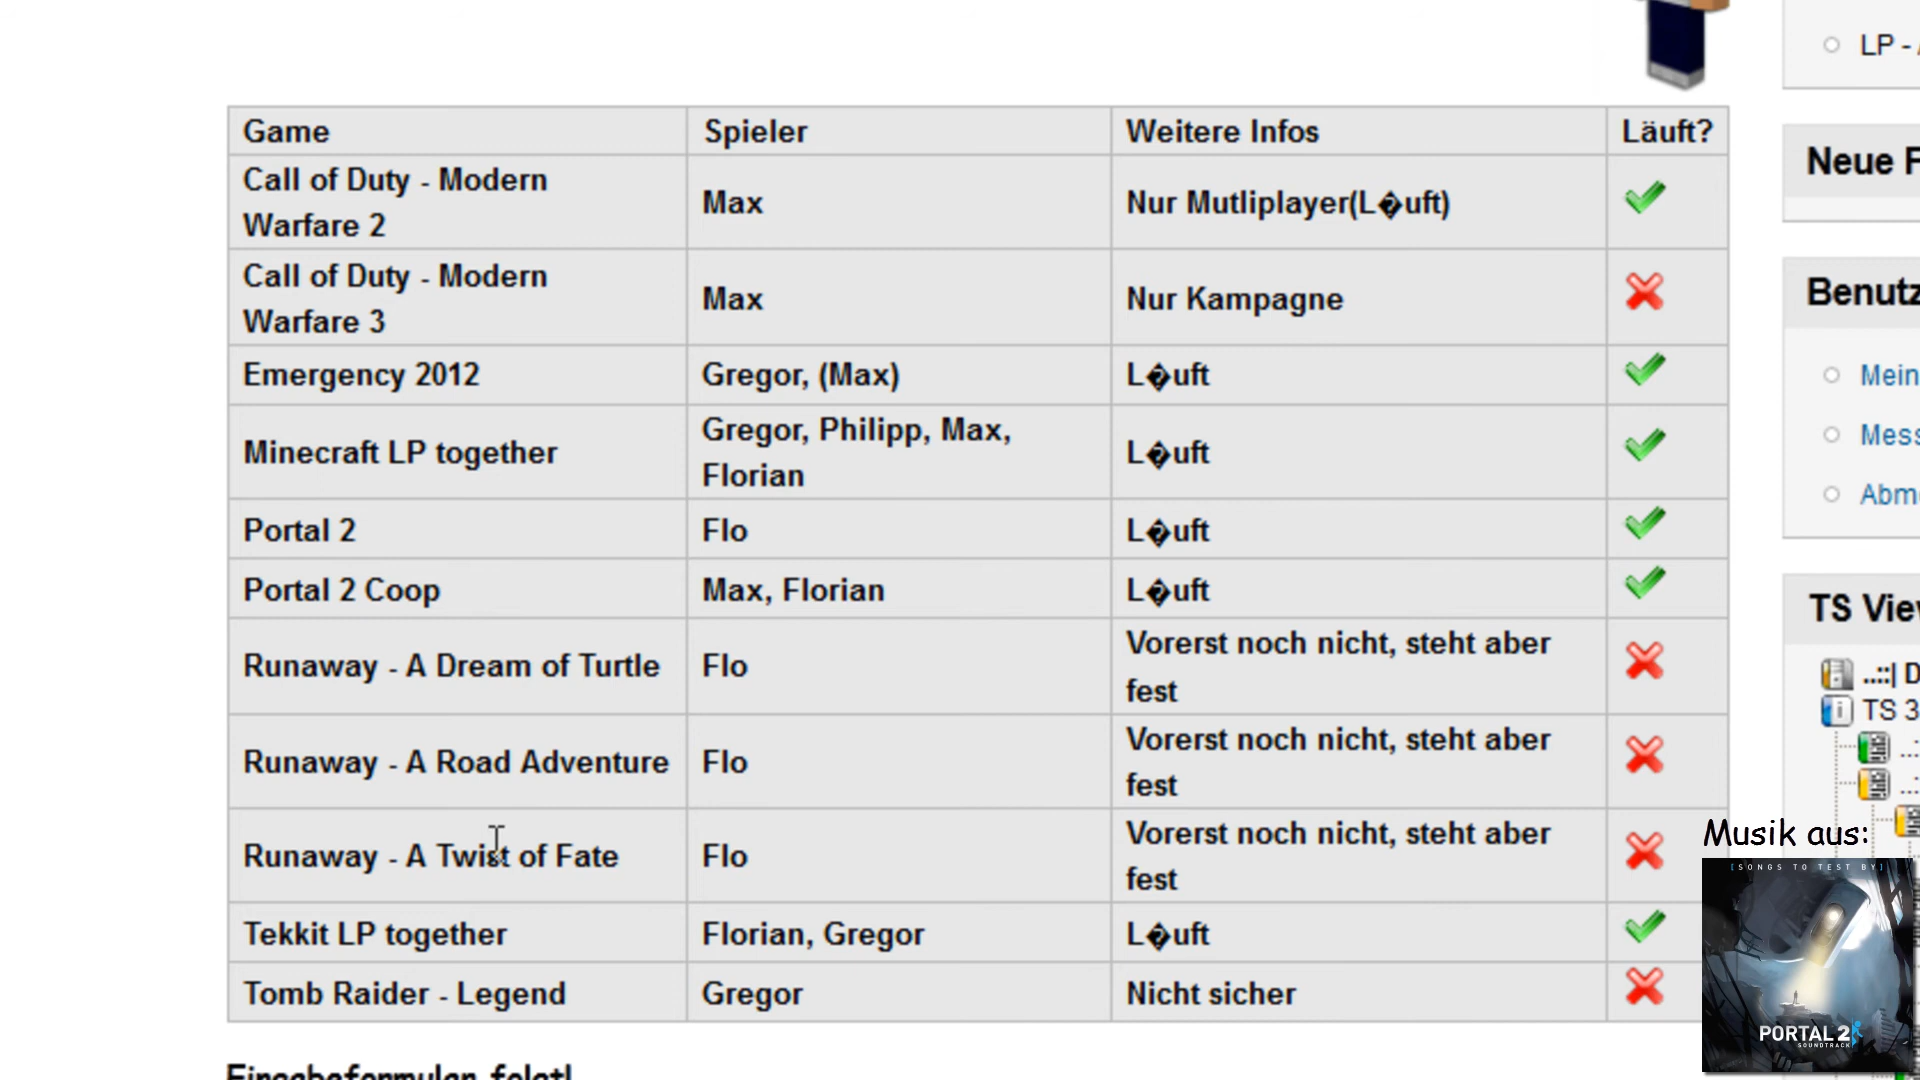 LP -
Game Spieler Weitere Infos Läuft?
Call of Duty - Modern
Warfare 2
Max
Nur Mutliplayer(L�uft)
Call of Duty - Modern
Warfare 3
Max
Nur Kampagne
Emergency 2012
Gregor, (Max)
L�uft
Minecraft LP together
Gregor, Philipp, Max,
Florian
L�uft
Portal 2
Flo
L�uft
Portal 2 Coop
Max, Florian
L�uft
Runaway - A Dream of Turtle
Flo
Vorerst noch nicht, steht aber
fest
Runaway - A Road Adventure
Flo
Vorerst noch nicht, steht aber
fest
Runaway - A Twist of Fate
Flo
Vorerst noch nicht, steht aber
fest
Tekkit LP together
Florian, Gregor
L�uft
Tomb Raider - Legend
Gregor
Nicht sicher
Neue F
Benutz
Mein
Mess
Abm
TS View
..::| D
TS 3
Musik aus:
[SONGS TO TEST BY]
PORTAL 2
SOUNDTRACK
Eingabeformular folgt!